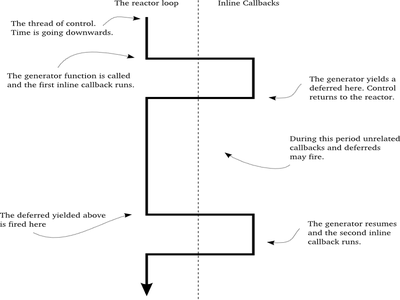 The reactor loop
Inline Callbacks
The thread of control.
Time is going downwards.
The generator function is called
and the first inline callback runs.
The generator yields a
deferred here. Control
returns to the reactor.
During this period unrelated
callbacks and deferreds
may fire.
The deferred yielded above
is fired here
The generator resumes
and the second inline
callback runs.